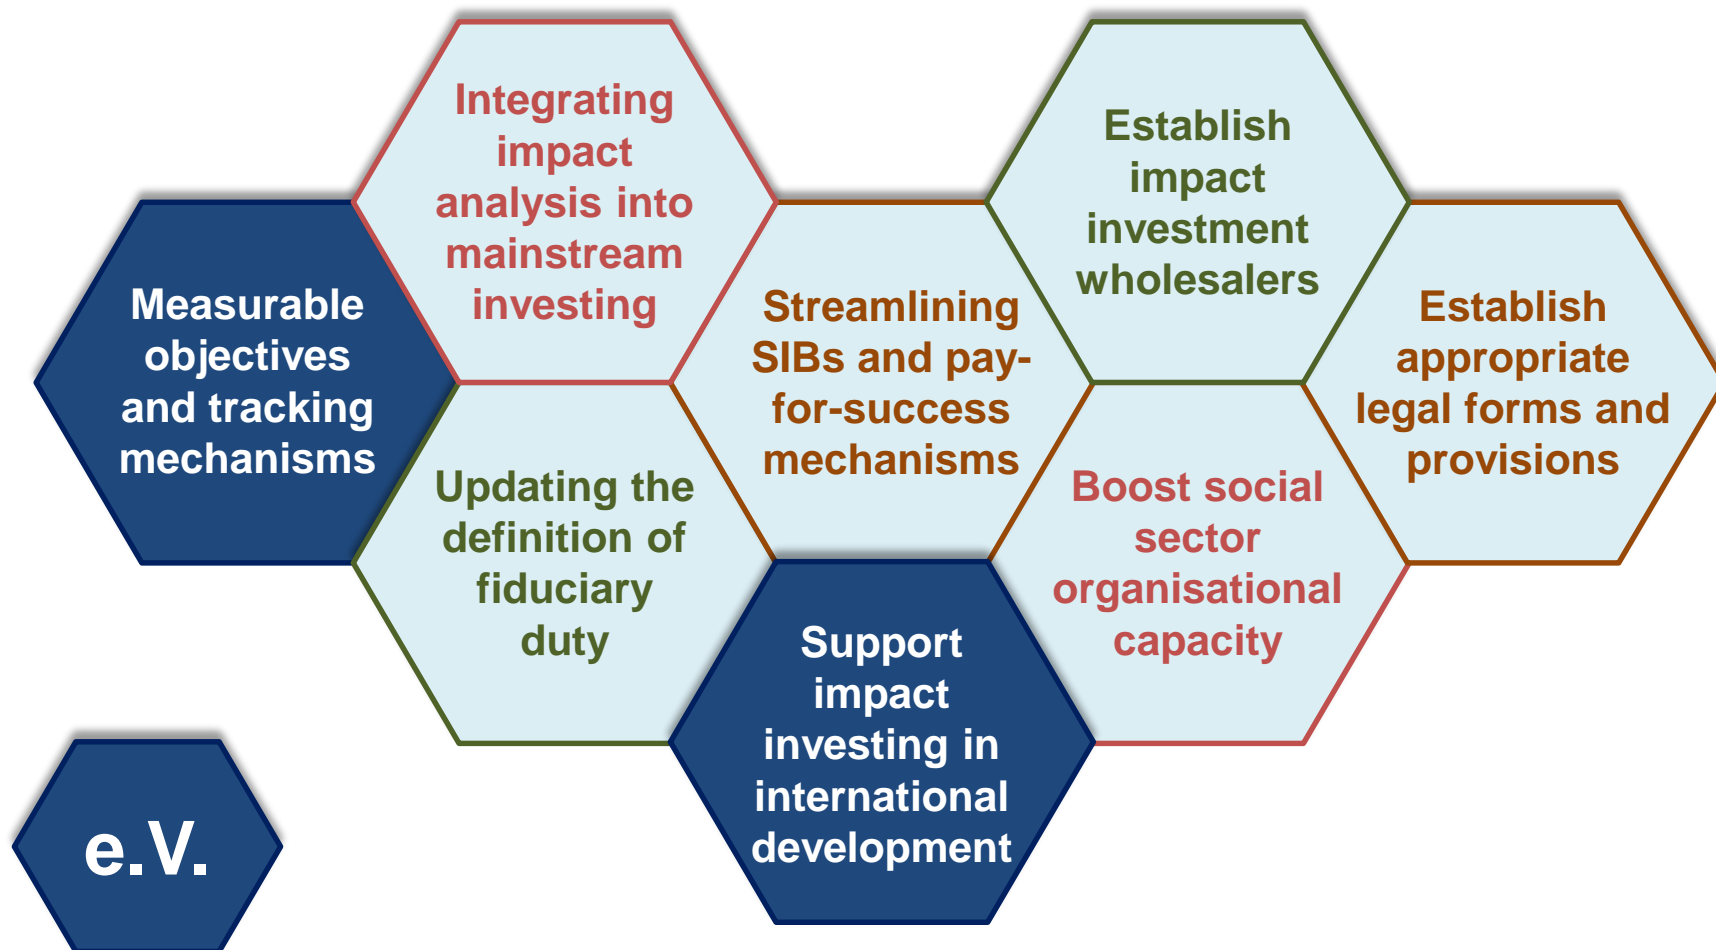 Integrating
impact
analysis into
mainstream
investing
Establish
impact
investment
wholesalers
Measurable
objectives
and tracking
mechanisms
Streamlining
SIBs and pay-
for-success
mechanisms
Establish
appropriate
legal forms and
provisions
Updating the
definition of
fiduciary
duty
Boost social
sector
organisational
capacity
Support
impact
investing in
international
development
e.V.